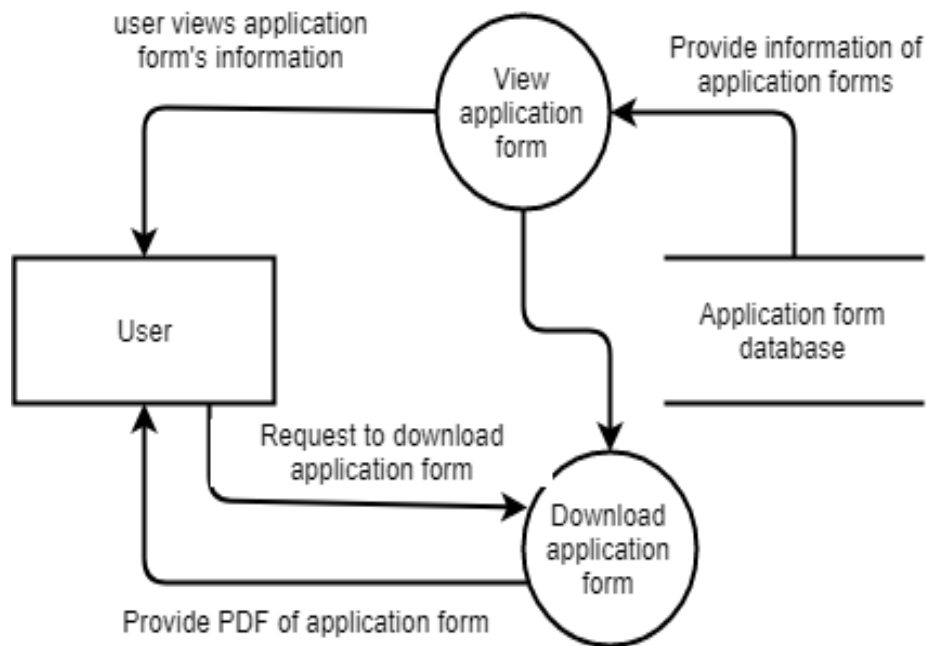 user views application
form's information
View
application
form
Provide information of
application forms
User
Application form
database
Request to download
application form
Download
application
form
Provide PDF of application form